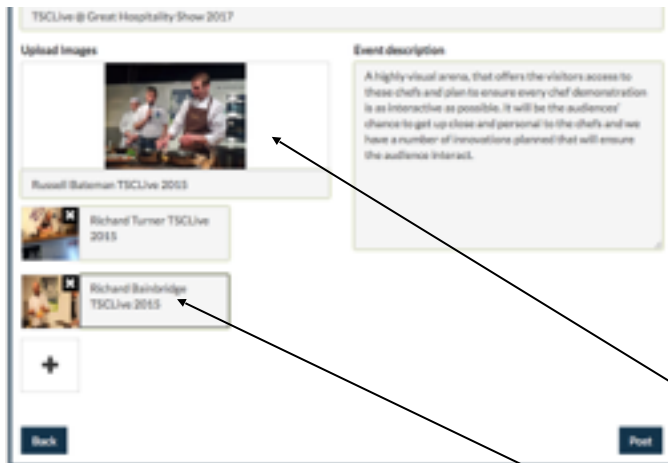 TSCLive @ Great Hospitality Show 2017
Upload Images
Event description
A highly visual arena, that offers the visitors access to
these chefs and plan to ensure every chef demonstration
is as interactive as possible. It will be the audiences'
chance to get up close and personal to the chefs and we
have a number of innovations planned that will ensure
the audience interact.
Russell Bateman TSCLive 2015
Richard Turner TSCLive
2015
Richard Bainbridge
TSCLive 2015
Back
Post